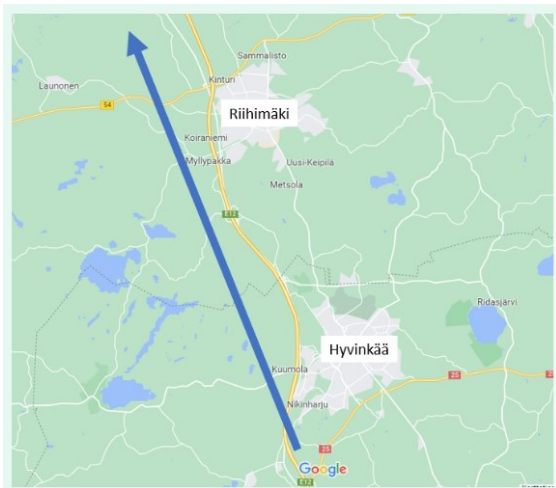 Sammalisto
Kinturi
Launonen
54
Riihimäki
Koiraniemi
Myllypakka
Uusi-Keipilä
Metsola
E12
Ridasjärvi
Hyvinkää
Kuumola
25
Nikinharju
25
25
Google
E12